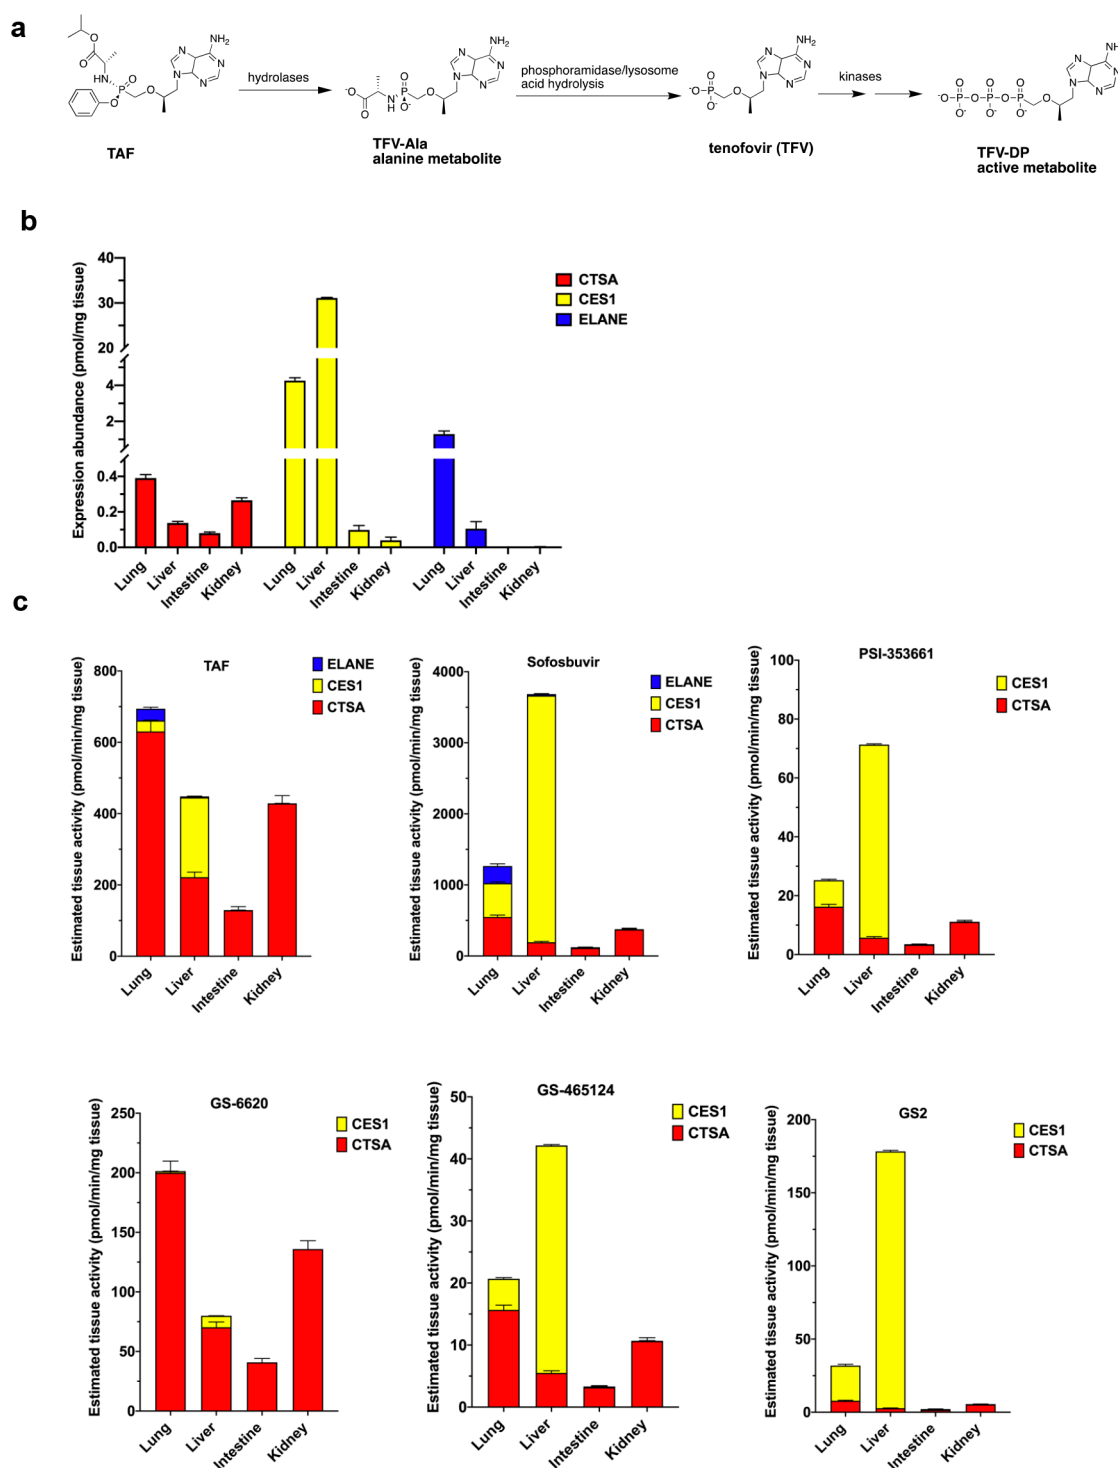 a
NH₂
N
N
N
N
O
O
HN
P
O
O
O
TAF
hydrolases
NH₂
N
N
N
N
⁻O
O
N
H
O
P
O⁻
O
TFV-Ala
alanine metabolite
phosphoramidase/lysosome
acid hydrolysis
NH₂
N
N
N
N
O
⁻O-P
O⁻
O
tenofovir (TFV)
kinases
NH
N
N
N
N
O
O
O
⁻O-P-O-P-O-P
O⁻
O⁻
O⁻
O
TFV-DP
active metabolite
b
Expression abundance (pmol/mg tissue)
40
30
20
4
2
0.4
0.2
0.0
CTSA
CES1
ELANE
Lung
Liver
Intestine
Kidney
Lung
Liver
Intestine
Kidney
Lung
Liver
Intestine
Kidney
c
TAF
Estimated tissue activity (pmol/min/mg tissue)
800
600
400
200
0
ELANE
CES1
CTSA
Lung
Liver
Intestine
Kidney
Sofosbuvir
Estimated tissue activity (pmol/min/mg tissue)
4000
3000
2000
1000
0
ELANE
CES1
CTSA
Lung
Liver
Intestine
Kidney
PSI-353661
Estimated tissue activity (pmol/min/mg tissue)
100
80
60
40
20
0
CES1
CTSA
Lung
Liver
Intestine
Kidney
GS-6620
Estimated tissue activity (pmol/min/mg tissue)
250
200
150
100
50
0
CES1
CTSA
Lung
Liver
Intestine
Kidney
GS-465124
Estimated tissue activity (pmol/min/mg tissue)
50
40
30
20
10
0
CES1
CTSA
Lung
Liver
Intestine
Kidney
GS2
Estimated tissue activity (pmol/min/mg tissue)
200
150
100
50
0
CES1
CTSA
Lung
Liver
Intestine
Kidney